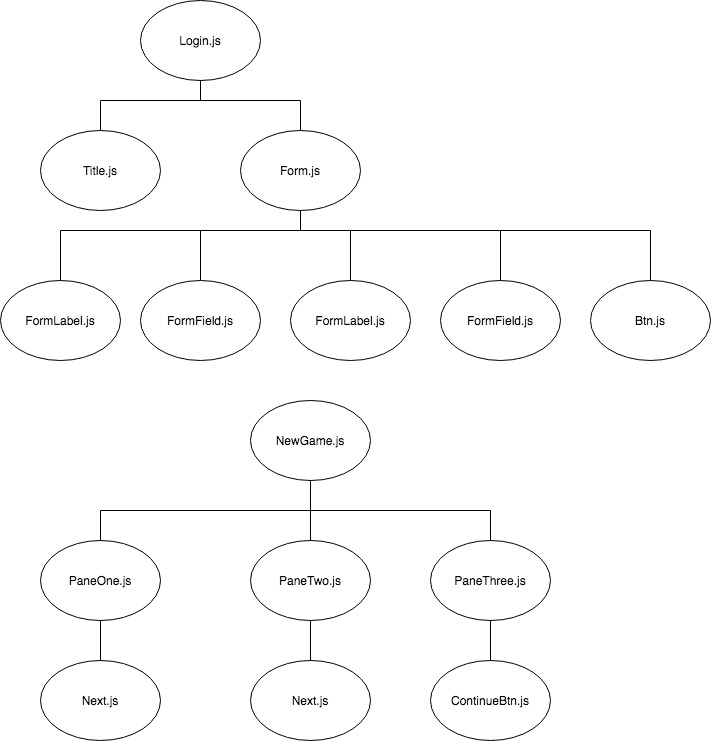 Login.js
Title.js
Form.js
FormLabel.js
FormField.js
FormLabel.js
FormField.js
Btn.js
NewGame.js
PaneOne.js
PaneTwo.js
PaneThree.js
Next.js
Next.js
ContinueBtn.js